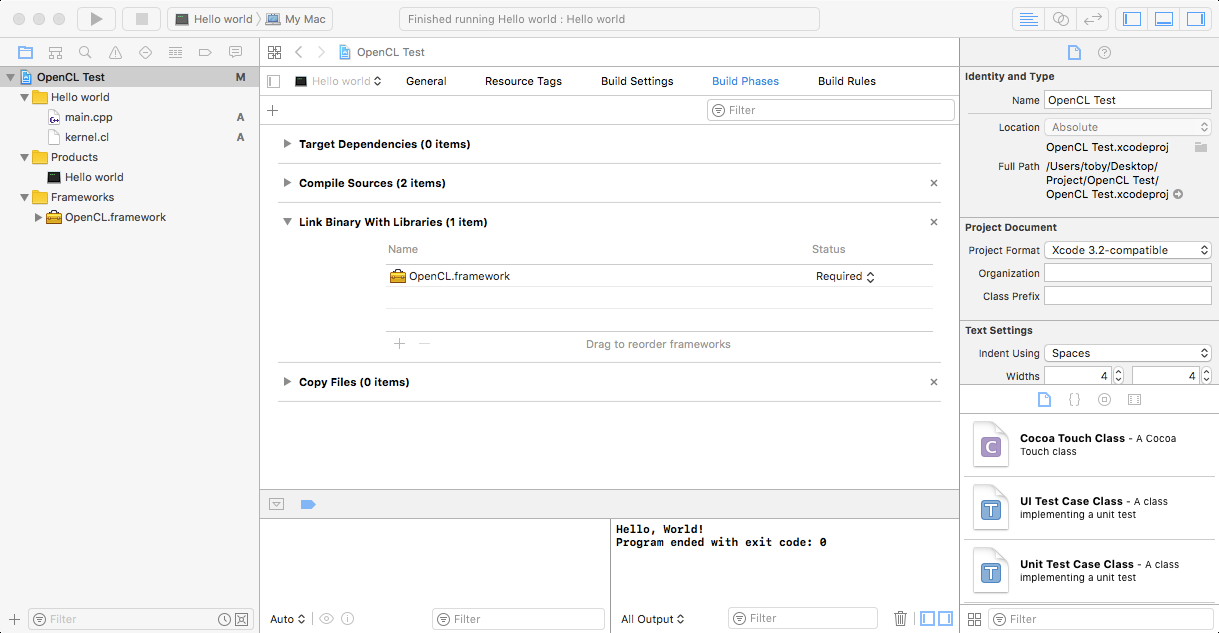 Hello world My Mac
Finished running Hello world : Hello world
OpenCL Test M
Hello world
main.cpp A
kernel.cl A
Products
Hello world
Frameworks
OpenCL.framework
Filter
OpenCL Test
Hello world General Resource Tags Build Settings Build Phases Build Rules
Filter
Target Dependencies (0 items)
Compile Sources (2 items)
Link Binary With Libraries (1 item)
Name Status
OpenCL.framework Required
Drag to reorder frameworks
Copy Files (0 items)
Auto Filter
Hello, World!
Program ended with exit code: 0
All Output Filter
Identity and Type
Name OpenCL Test
Location Absolute
OpenCL Test.xcodeproj
Full Path /Users/toby/Desktop/
Project/OpenCL Test/
OpenCL Test.xcodeproj
Project Document
Project Format Xcode 3.2-compatible
Organization
Class Prefix
Text Settings
Indent Using Spaces
Widths 4 4
{ }
C
Cocoa Touch Class - A Cocoa
Touch class
T
UI Test Case Class - A class
implementing a unit test
T
Unit Test Case Class - A class
implementing a unit test
Filter